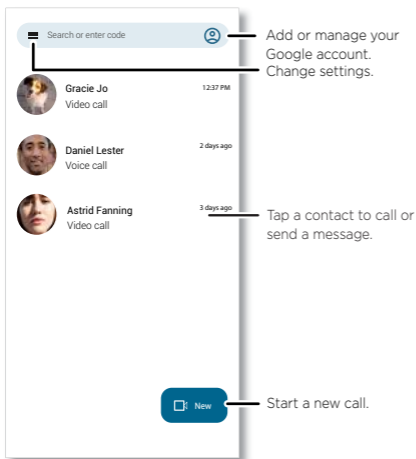 Search or enter code
Add or manage your
Google account.
Change settings.
Gracie Jo
12:37 PM
Video call
Daniel Lester
2 days ago
Voice call
Astrid Fanning
3 days ago
Video call
Tap a contact to call or
send a message.
New
Start a new call.